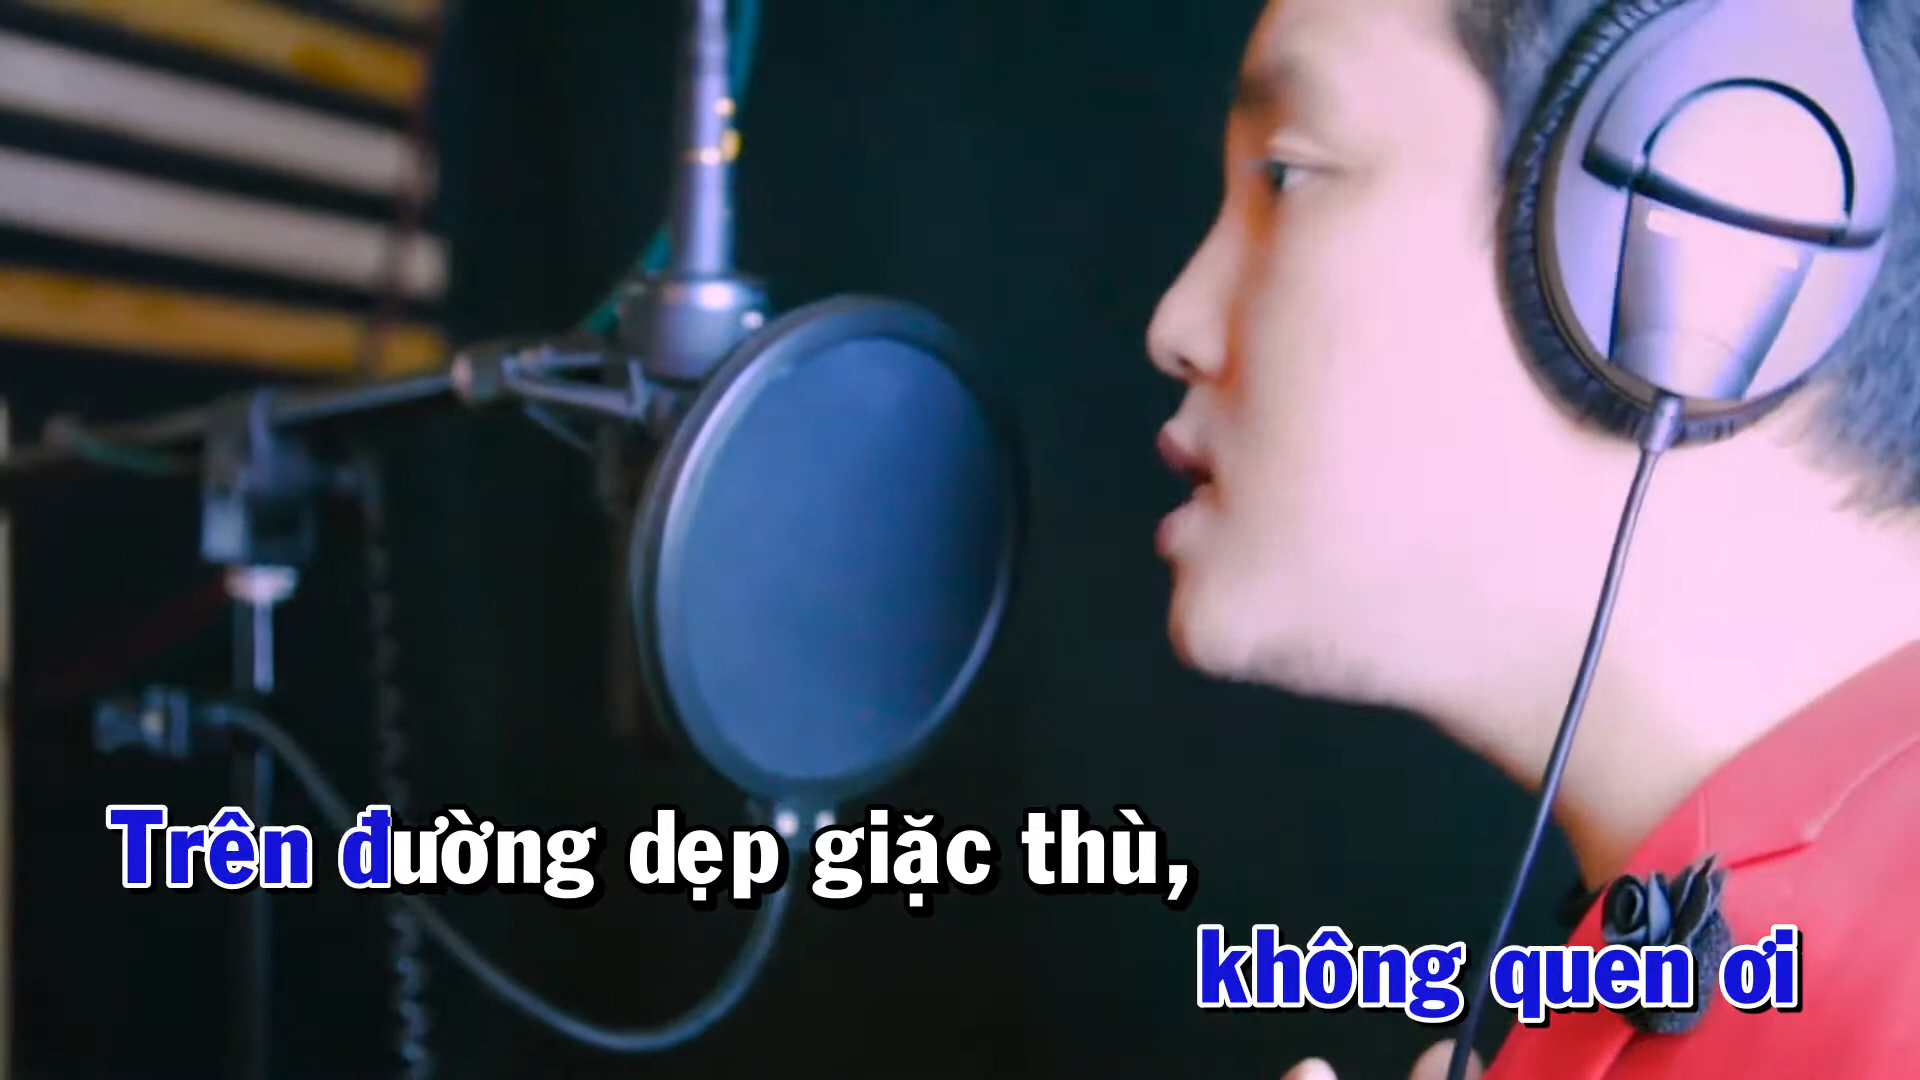 Trên đường dẹp giặc thù,
không quen ơi